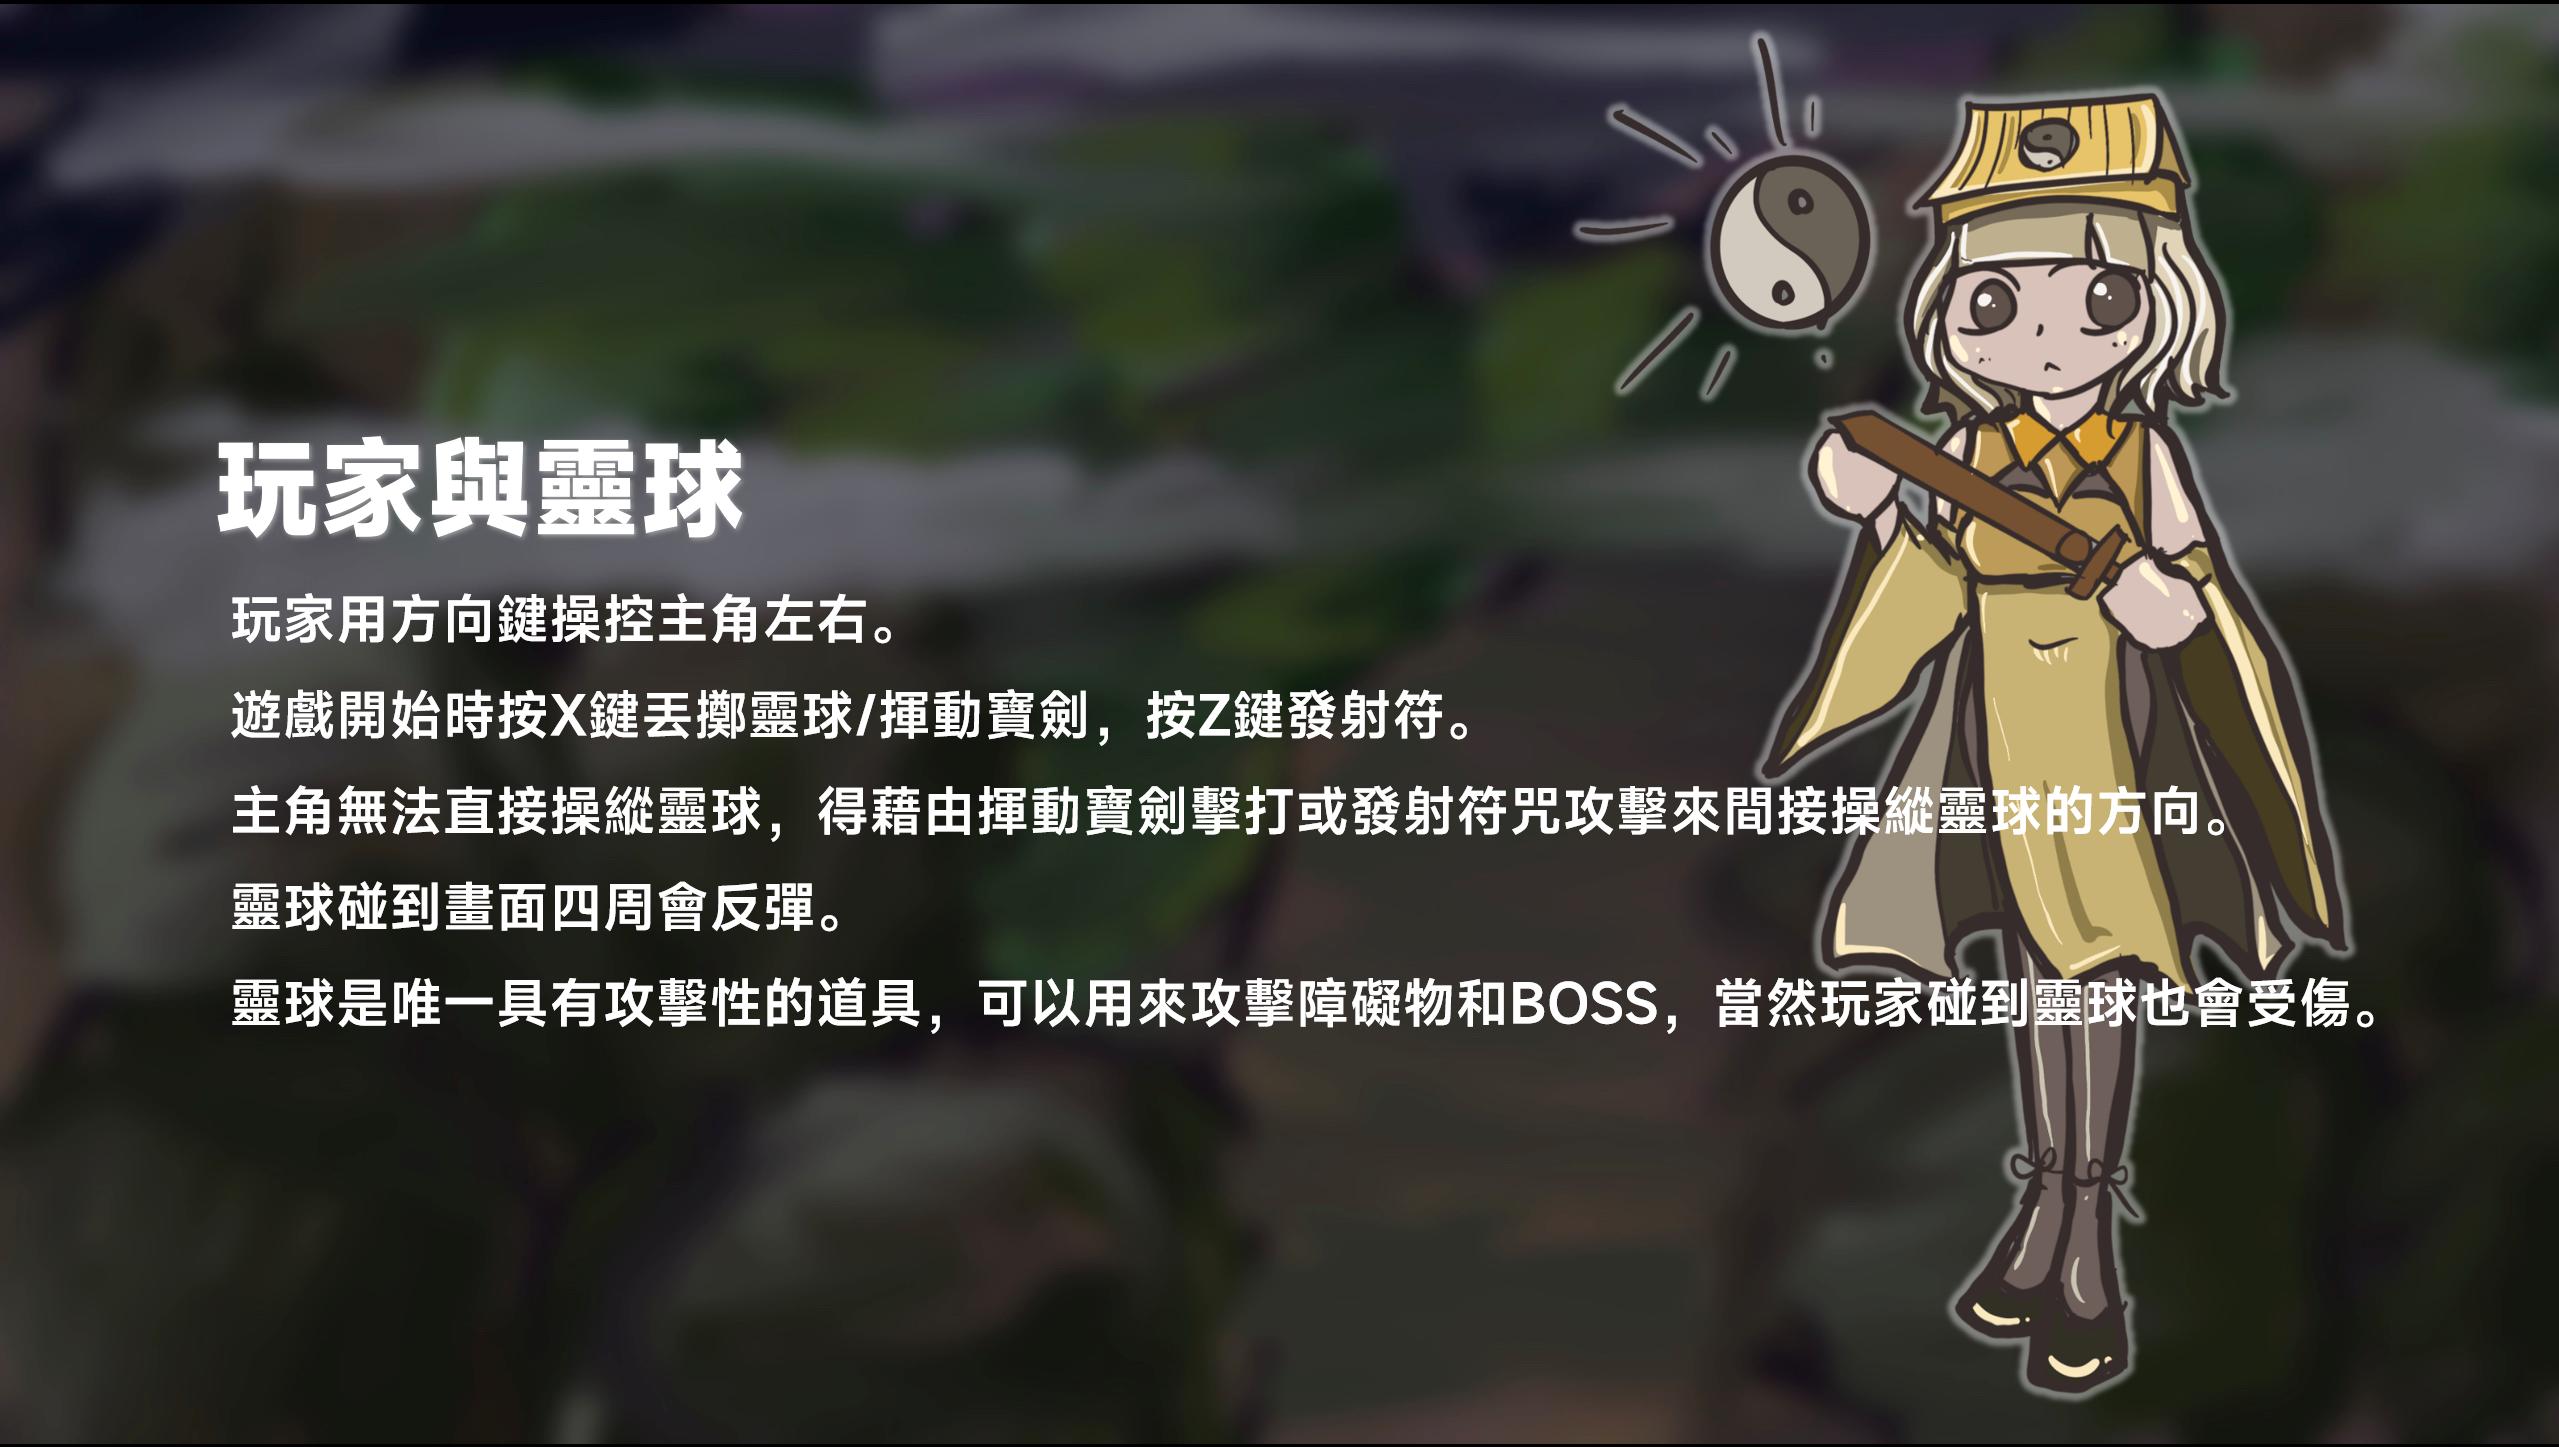 玩家與靈球
玩家用方向鍵操控主角左右。
遊戲開始時按X鍵丟擲靈球/揮動寶劍，按Z鍵發射符。
主角無法直接操縱靈球，得藉由揮動寶劍擊打或發射符咒攻擊來間接操縱靈球的方向。
靈球碰到畫面四周會反彈。
靈球是唯一具有攻擊性的道具，可以用來攻擊障礙物和BOSS，當然玩家碰到靈球也會受傷。